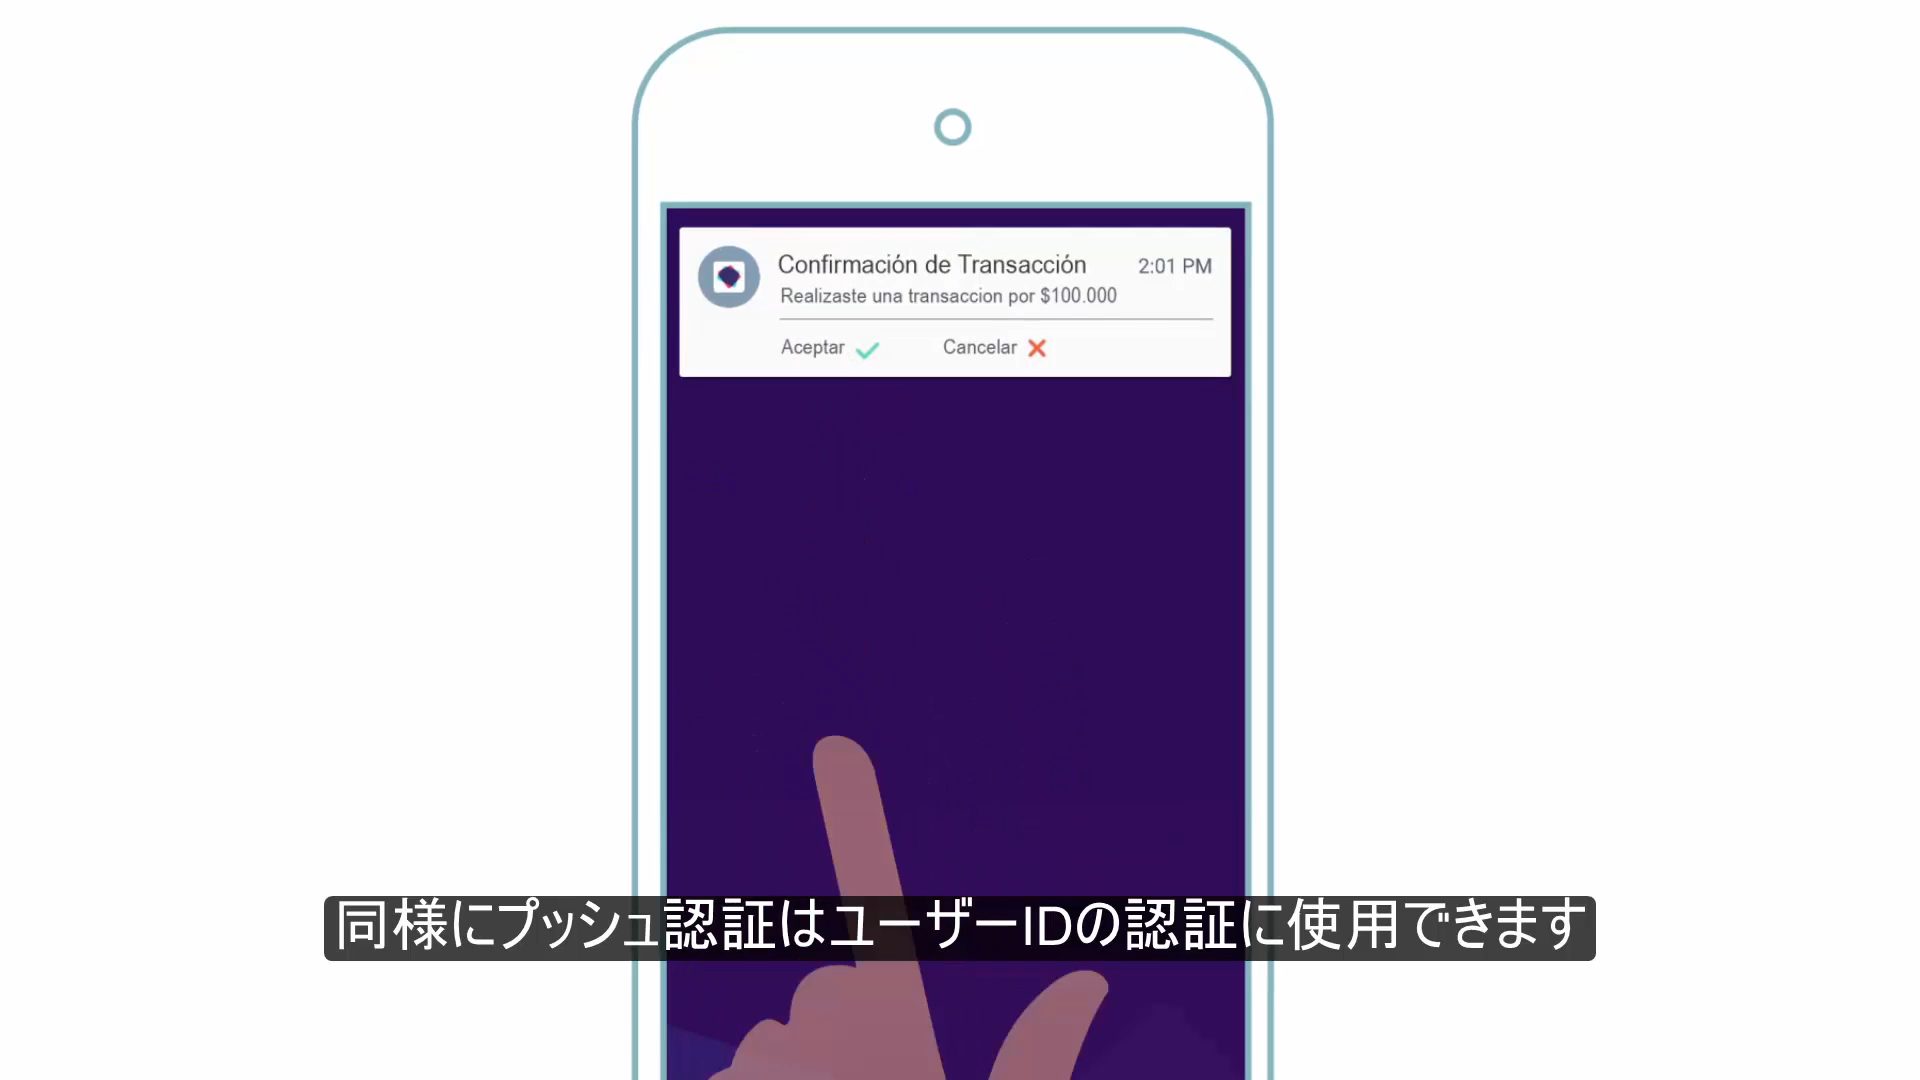 Confirmación de Transacción 2:01 PM
Realizaste una transaccion por $100.000
Aceptar Cancelar
同様にプッシュ認証はユーザーIDの認証に使用できます